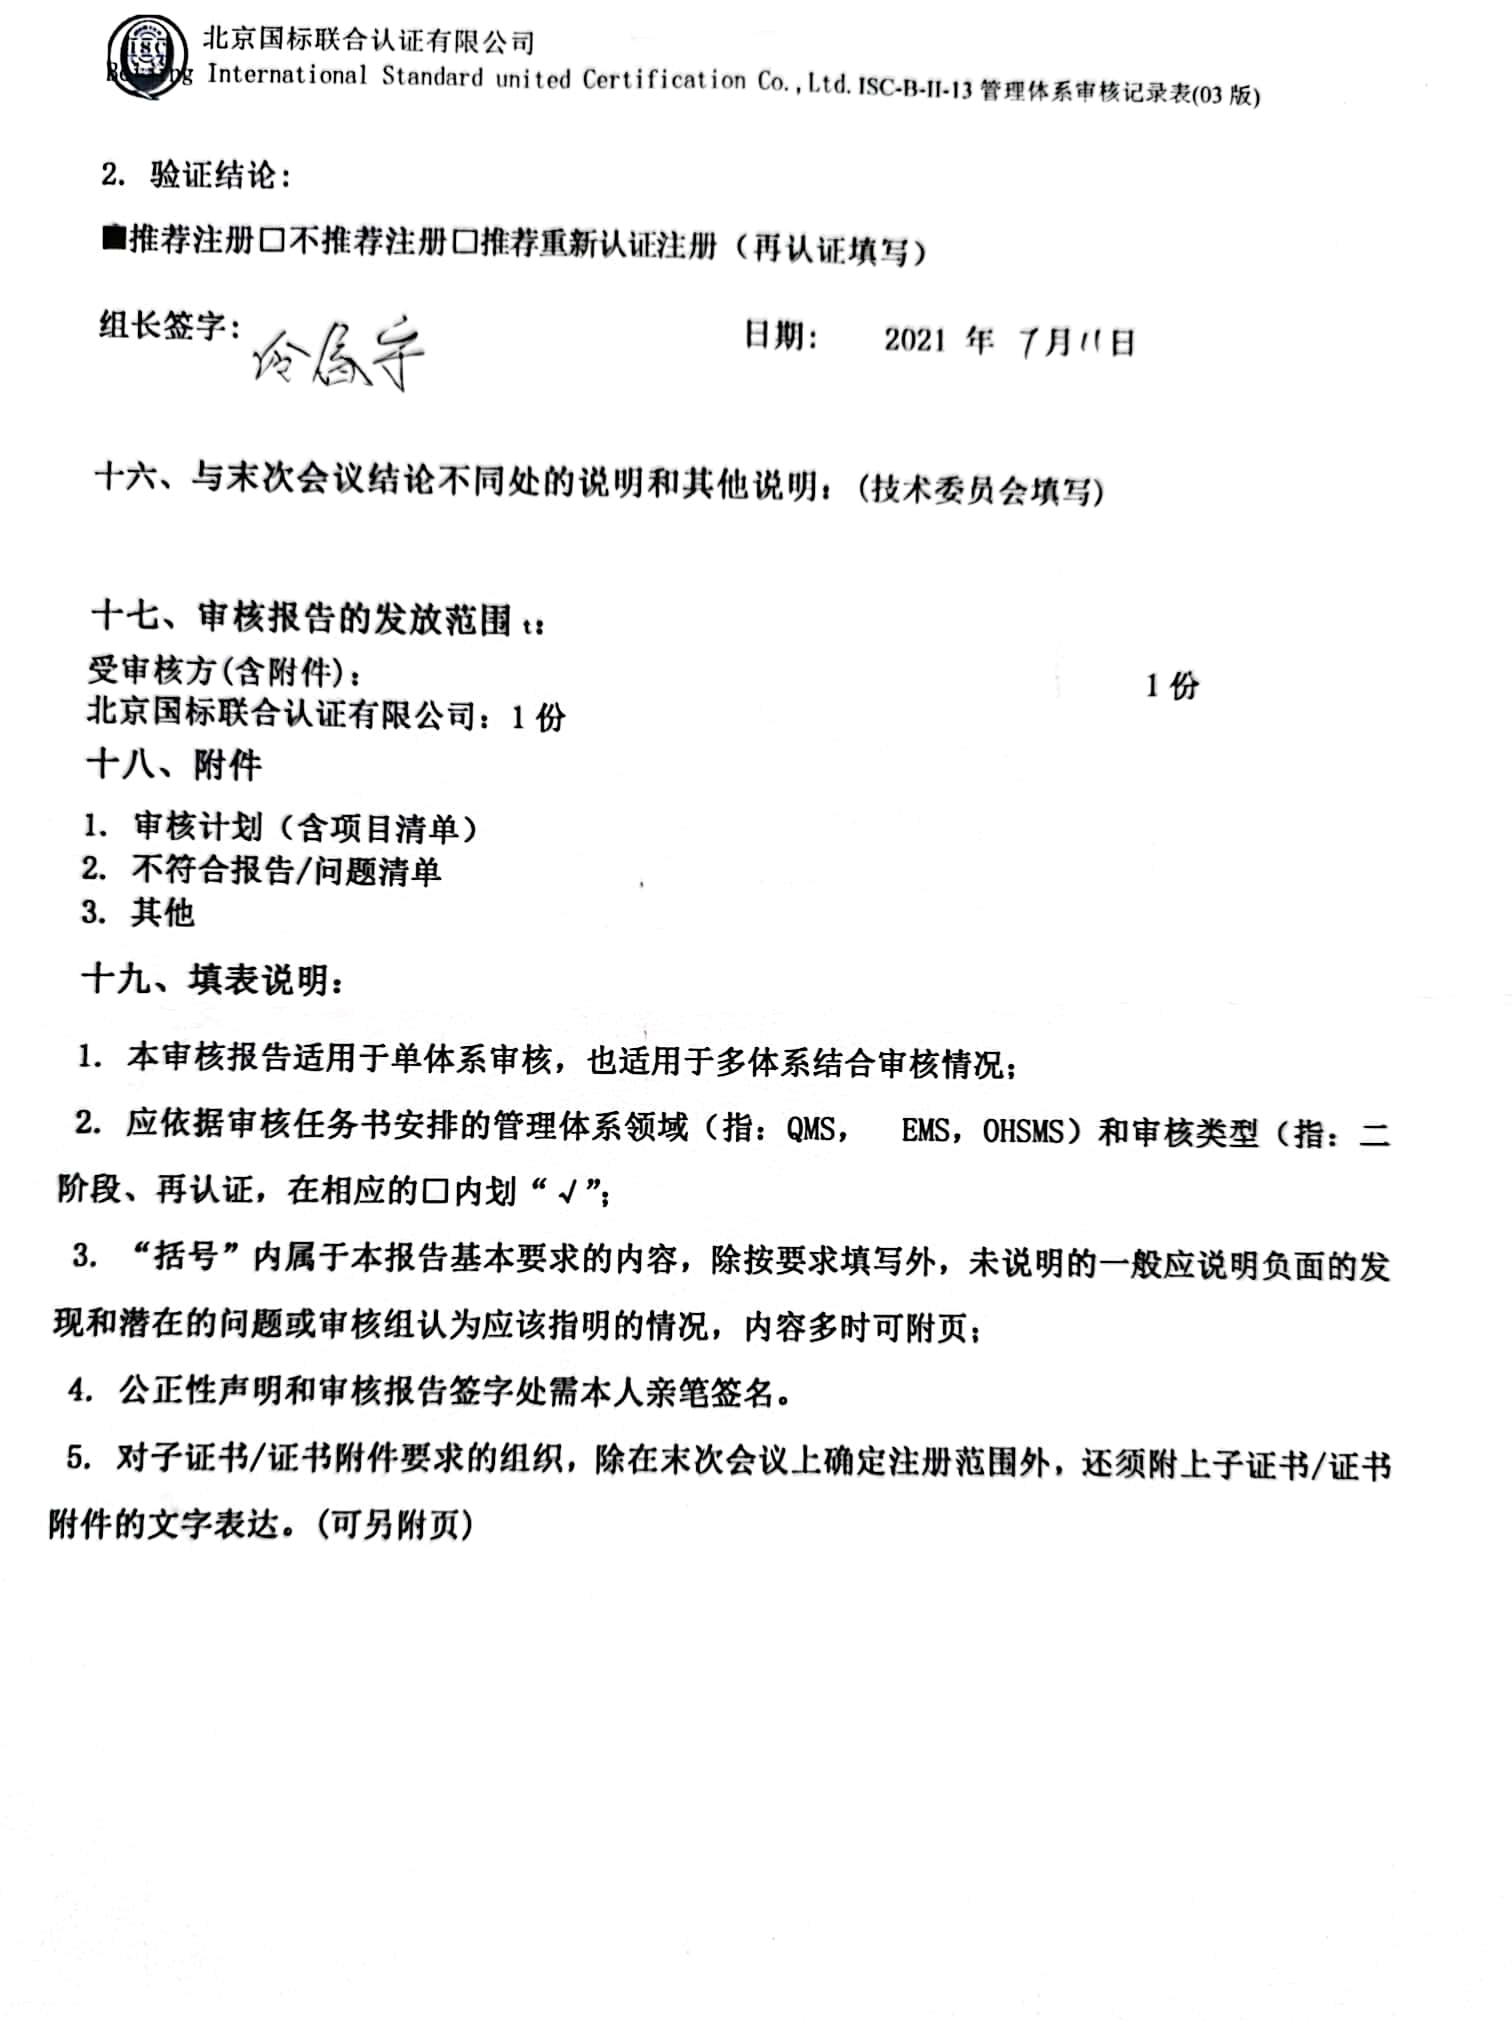 北京国标联合认证有限公司
Beijing International Standard united Certification Co.,Ltd. ISC-B-II-13 管理体系审核记录表(03 版)
2. 验证结论：
■推荐注册□不推荐注册□推荐重新认证注册（再认证填写）
组长签字： 日期： 2021 年 7月11日
十六、与末次会议结论不同处的说明和其他说明：(技术委员会填写)
十七、审核报告的发放范围 t：
受审核方(含附件)： 1 份
北京国标联合认证有限公司：1 份
十八、附件
1. 审核计划（含项目清单）
2. 不符合报告/问题清单
3. 其他
十九、填表说明：
1. 本审核报告适用于单体系审核，也适用于多体系结合审核情况；
2. 应依据审核任务书安排的管理体系领域（指：QMS， EMS，OHSMS）和审核类型（指：二
阶段、再认证，在相应的□内划“√”；
3. “括号”内属于本报告基本要求的内容，除按要求填写外，未说明的一般应说明负面的发
现和潜在的问题或审核组认为应该指明的情况，内容多时可附页；
4. 公正性声明和审核报告签字处需本人亲笔签名。
5. 对子证书/证书附件要求的组织，除在末次会议上确定注册范围外，还须附上子证书/证书
附件的文字表达。(可另附页)